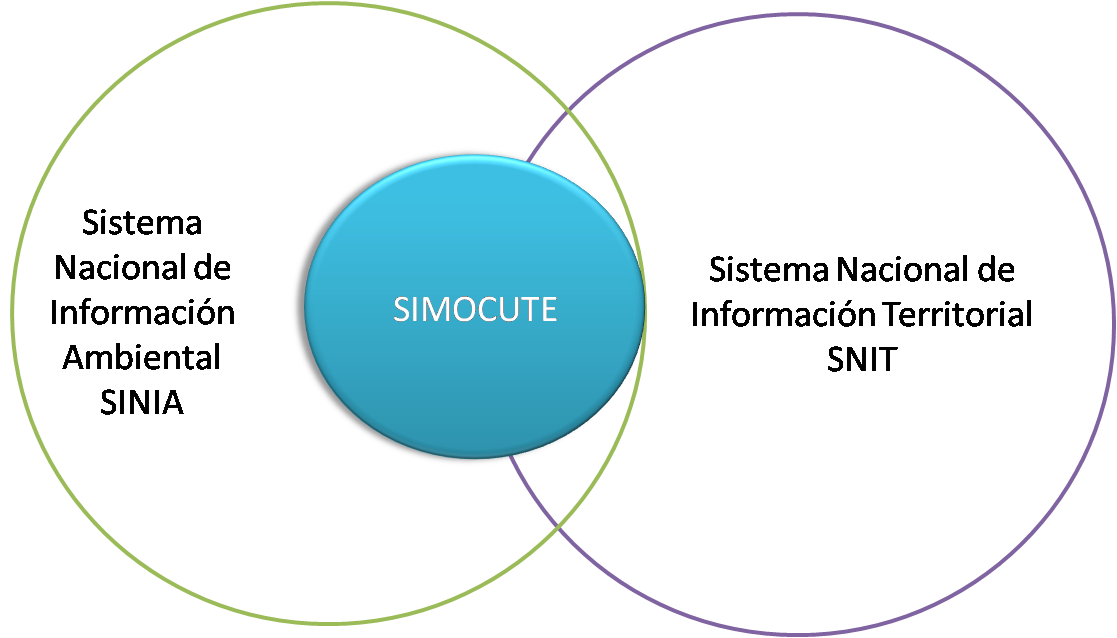 Sistema
Nacional de
Información
Ambiental
SINIA
SIMOCUTE
Sistema Nacional de
Información Territorial
SNIT